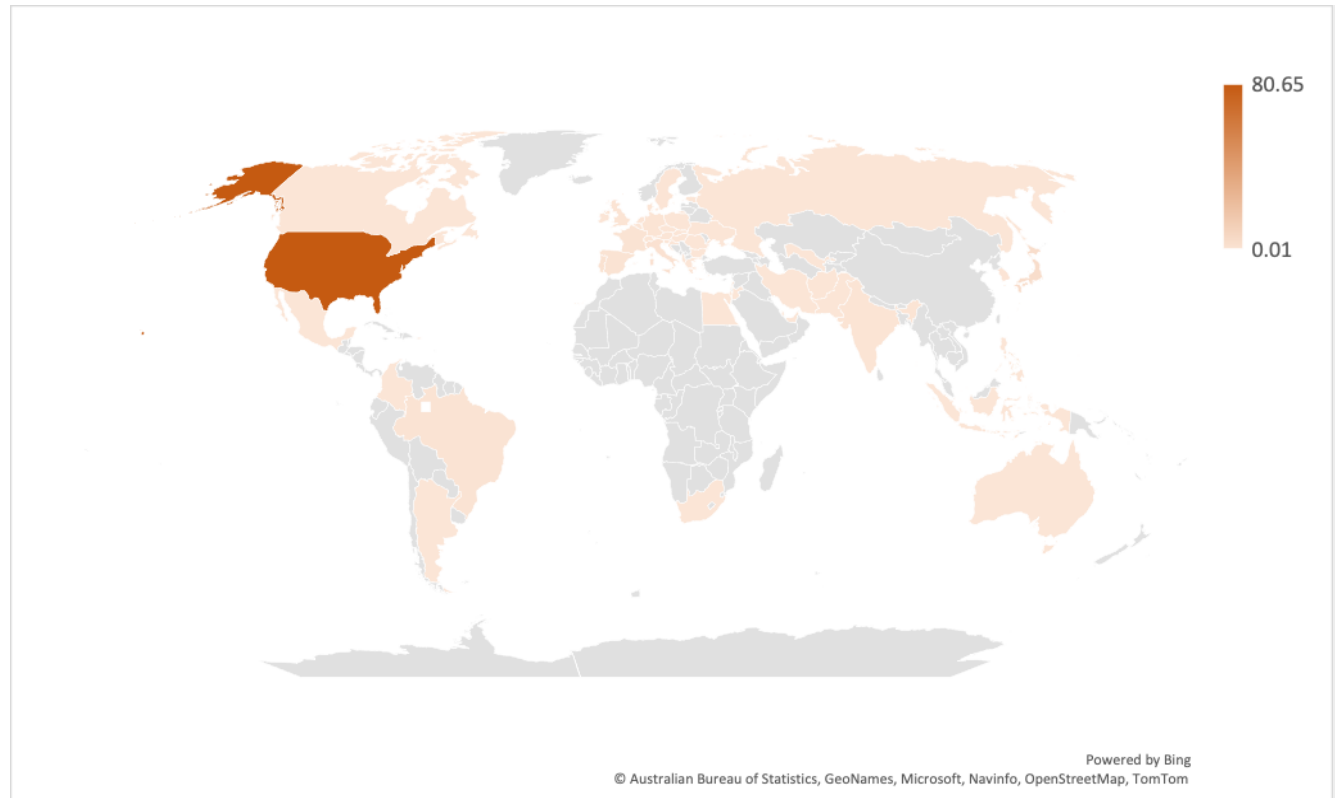 80.65
0.01
Powered by Bing
© Australian Bureau of Statistics, GeoNames, Microsoft, Navinfo, OpenStreetMap, TomTom